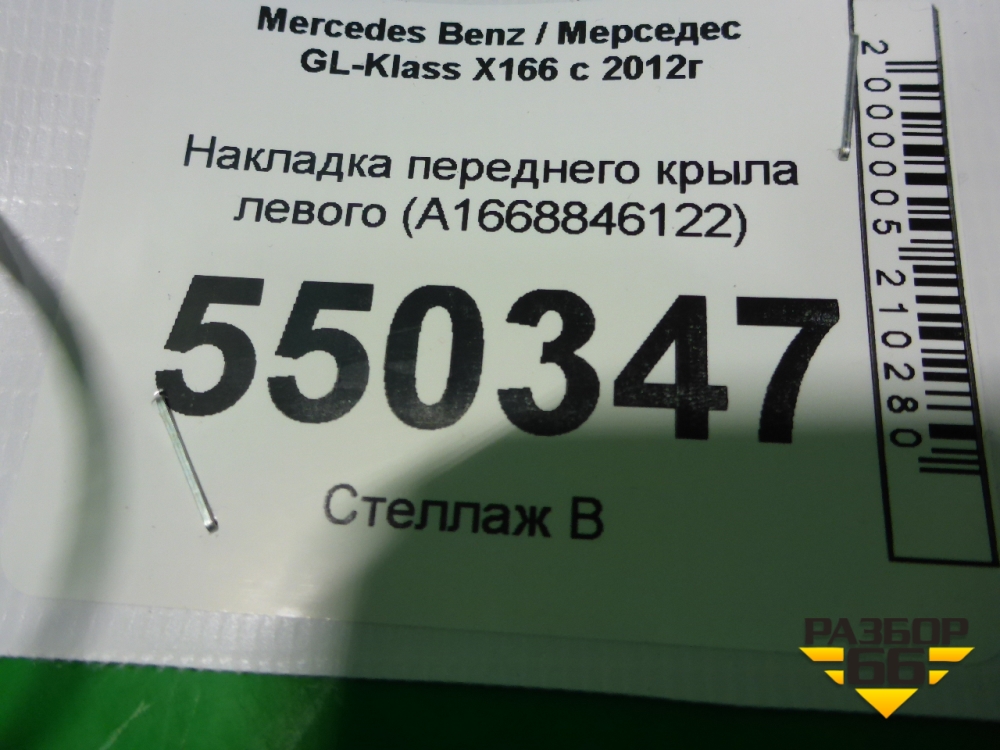 Mercedes Benz / Мерседес
GL-Klass X166 с 2012г
Накладка переднего крыла
левого (A1668846122)
550347
Стеллаж В
2000005210280
РАЗБОР
66